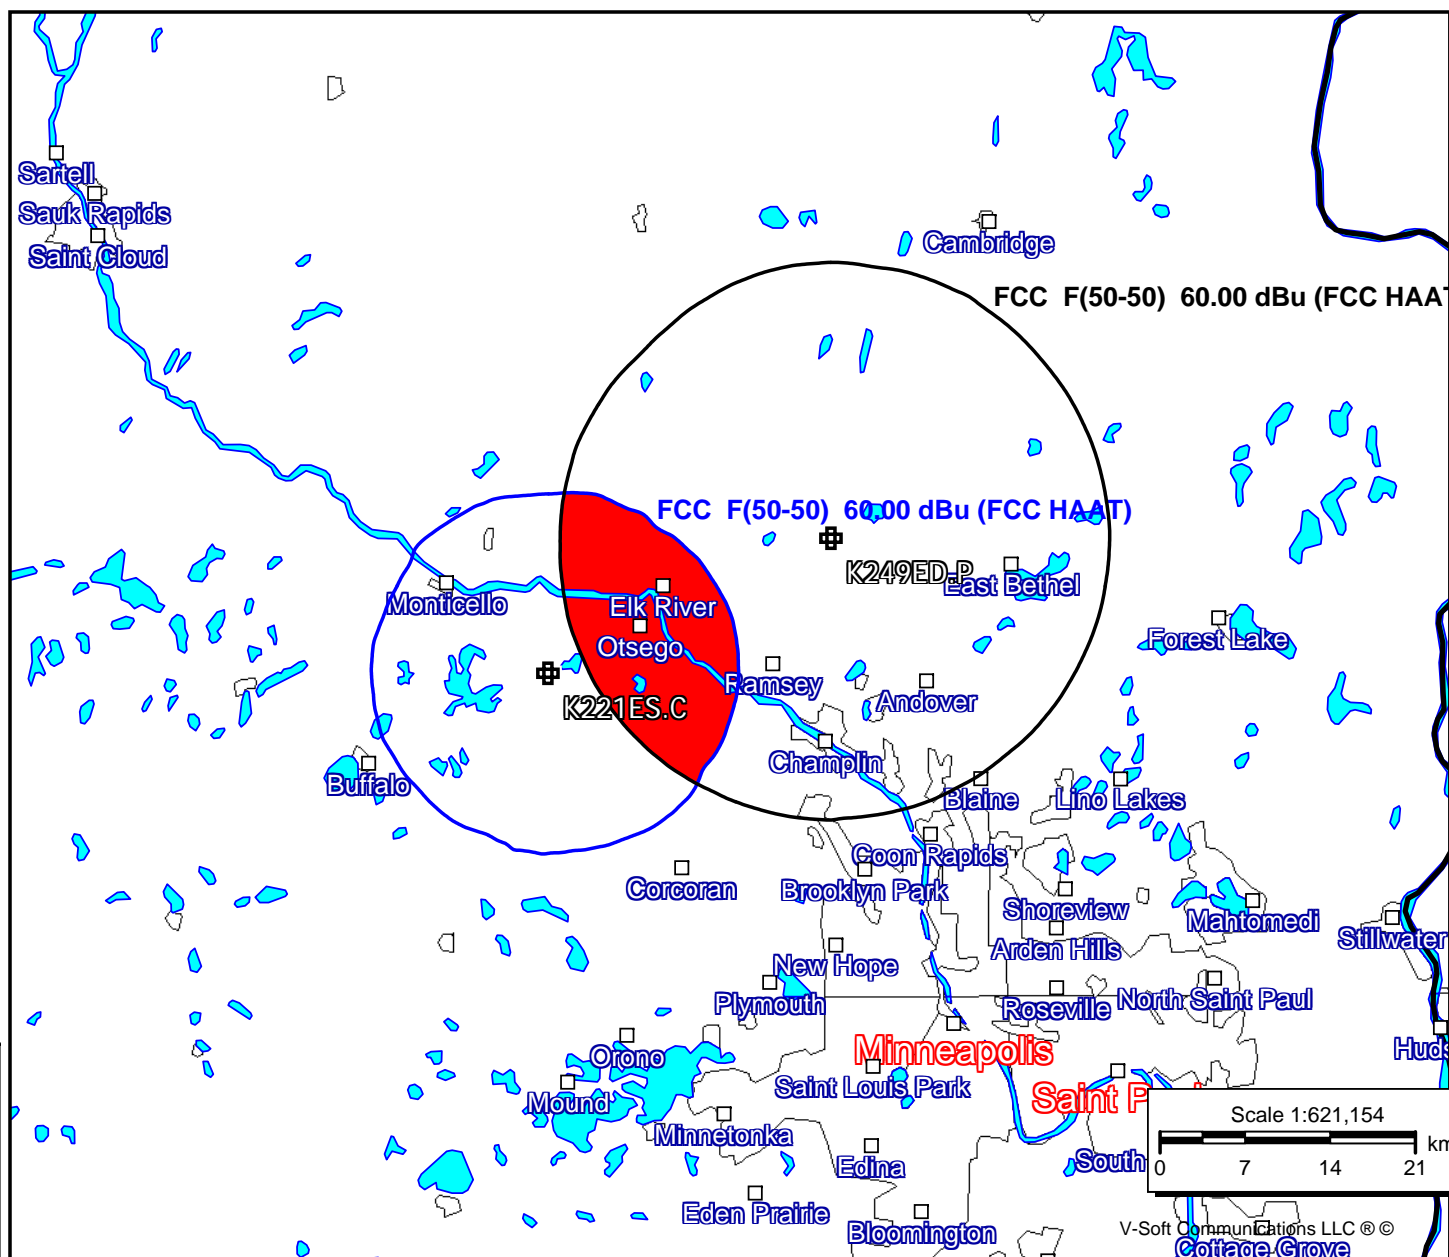 Sartell
Sauk Rapids
Saint Cloud
Cambridge
FCC F(50-50) 60.00 dBu (FCC HAAT
FCC F(50-50) 60.00 dBu (FCC HAAT)
K249ED.P
East Bethel
Monticello
Elk River
Otsego
Forest Lake
Ramsey
Andover
K221ES.C
Champlin
Buffalo
Blaine
Lino Lakes
Coon Rapids
Corcoran
Brooklyn Park
Shoreview
Mahtomedi
Stillwater
Arden Hills
New Hope
Plymouth
Roseville
North Saint Paul
Minneapolis
Orono
Huds
Saint Louis Park
Mound
Saint P
Minnetonka
Scale 1:621,154
km
0 7 14 21
Edina
South
Eden Prairie
Bloomington
V-Soft Communications LLC ® ©
Cottage Grove